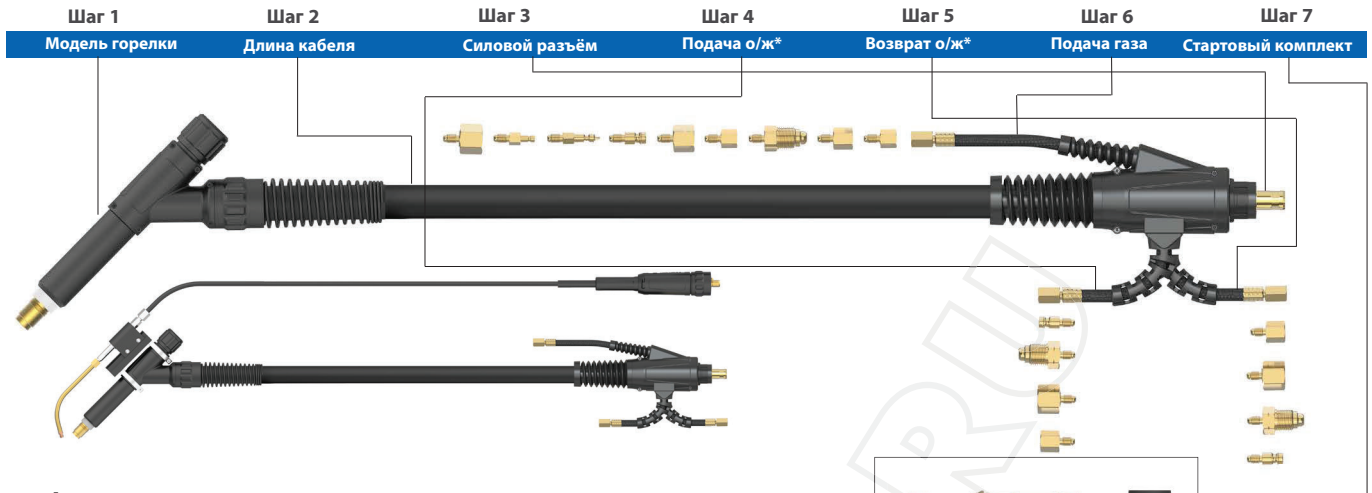 Шаг 1 Шаг 2 Шаг 3 Шаг 4 Шаг 5 Шаг 6 Шаг 7
Модель горелки Длина кабеля Силовой разъём Подача о/ж* Возврат о/ж* Подача газа Стартовый комплект
RU